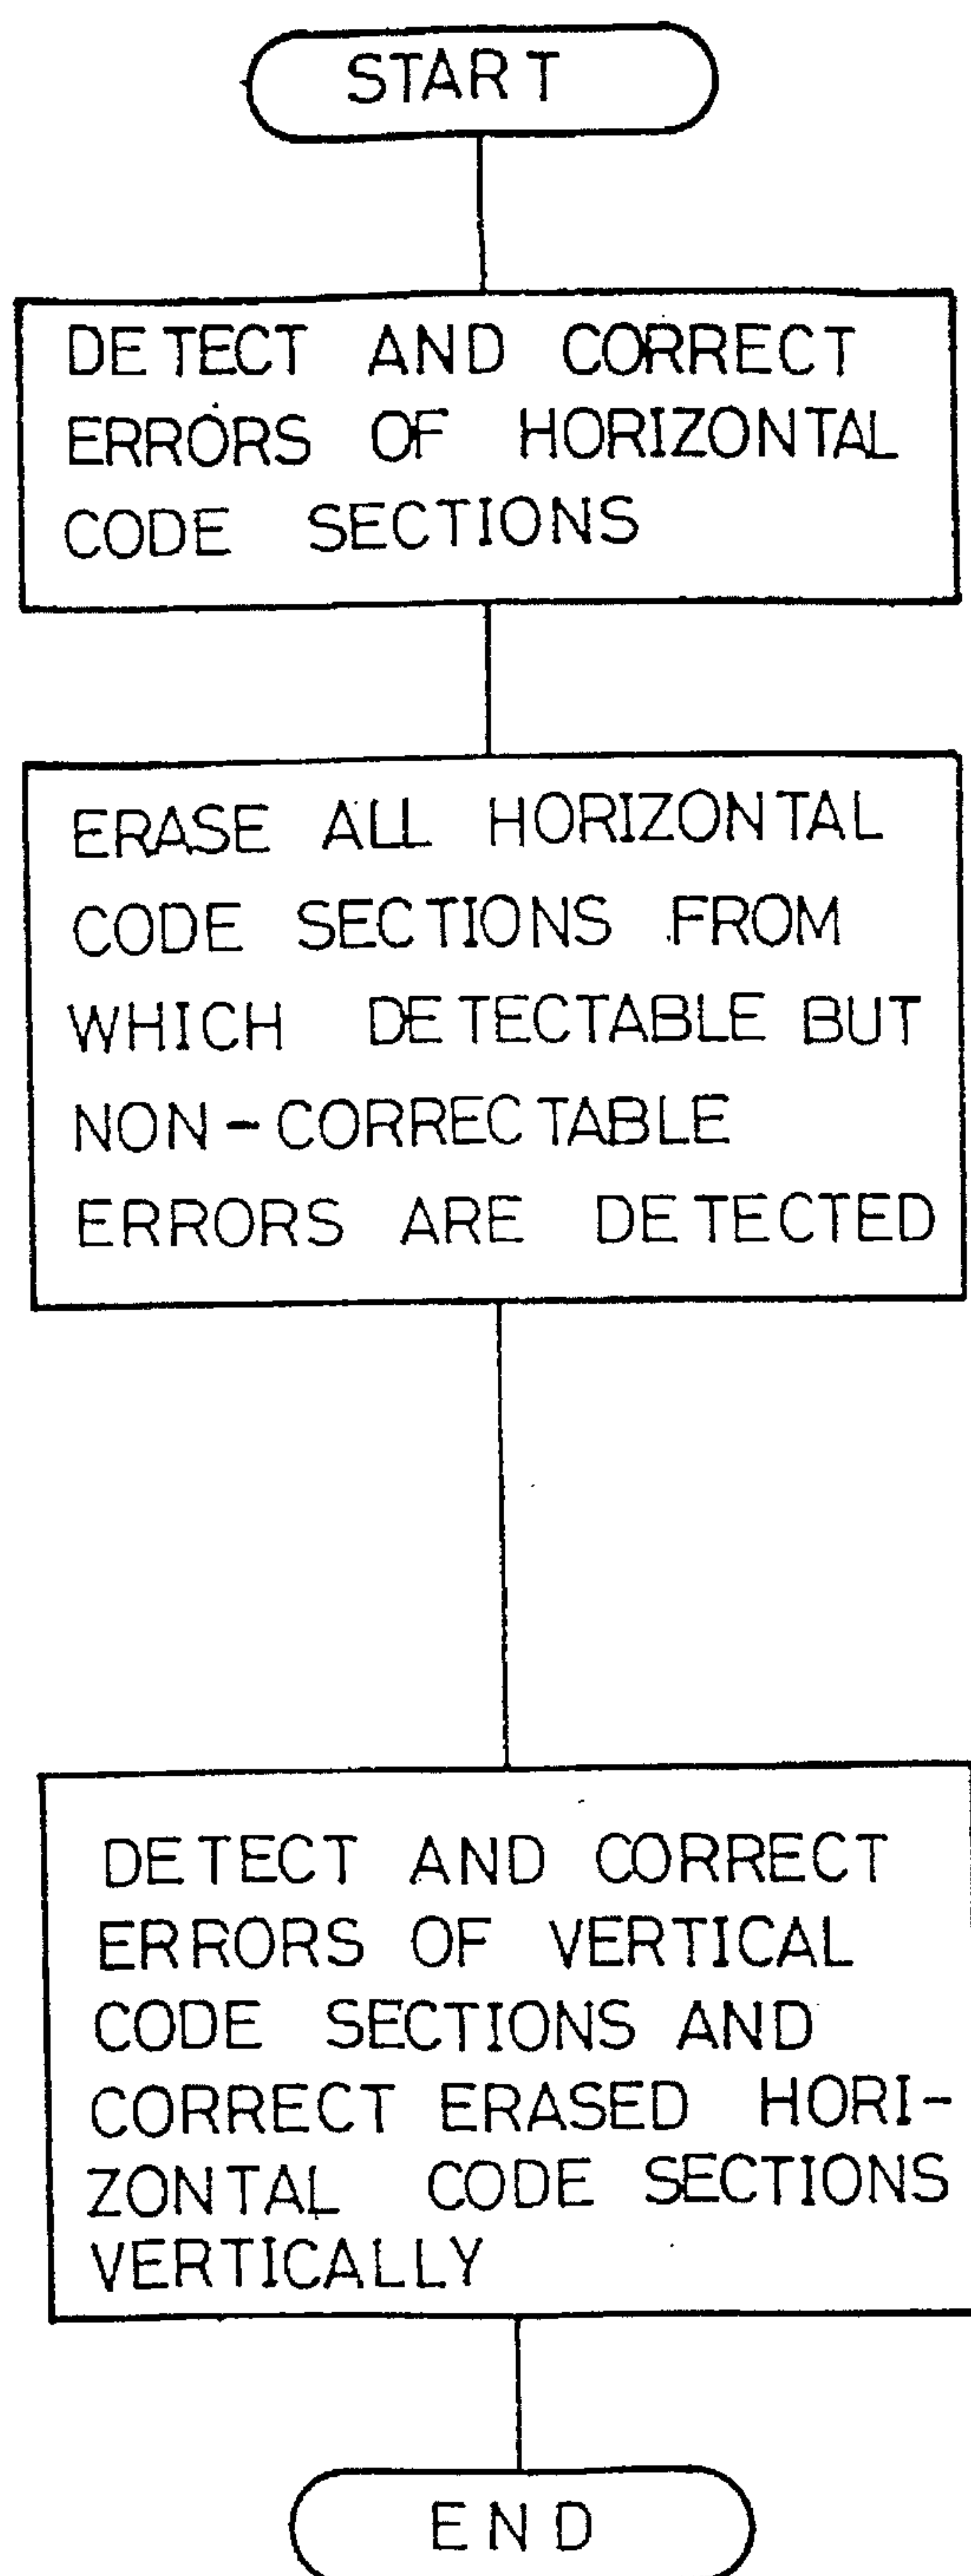 START
DETECT AND CORRECT
ERRORS OF HORIZONTAL
CODE SECTIONS
ERASE ALL HORIZONTAL
CODE SECTIONS FROM
WHICH DETECTABLE BUT
NON-CORRECTABLE
ERRORS ARE DETECTED
DETECT AND CORRECT
ERRORS OF VERTICAL
CODE SECTIONS AND
CORRECT ERASED HORI-
ZONTAL CODE SECTIONS
VERTICALLY
END